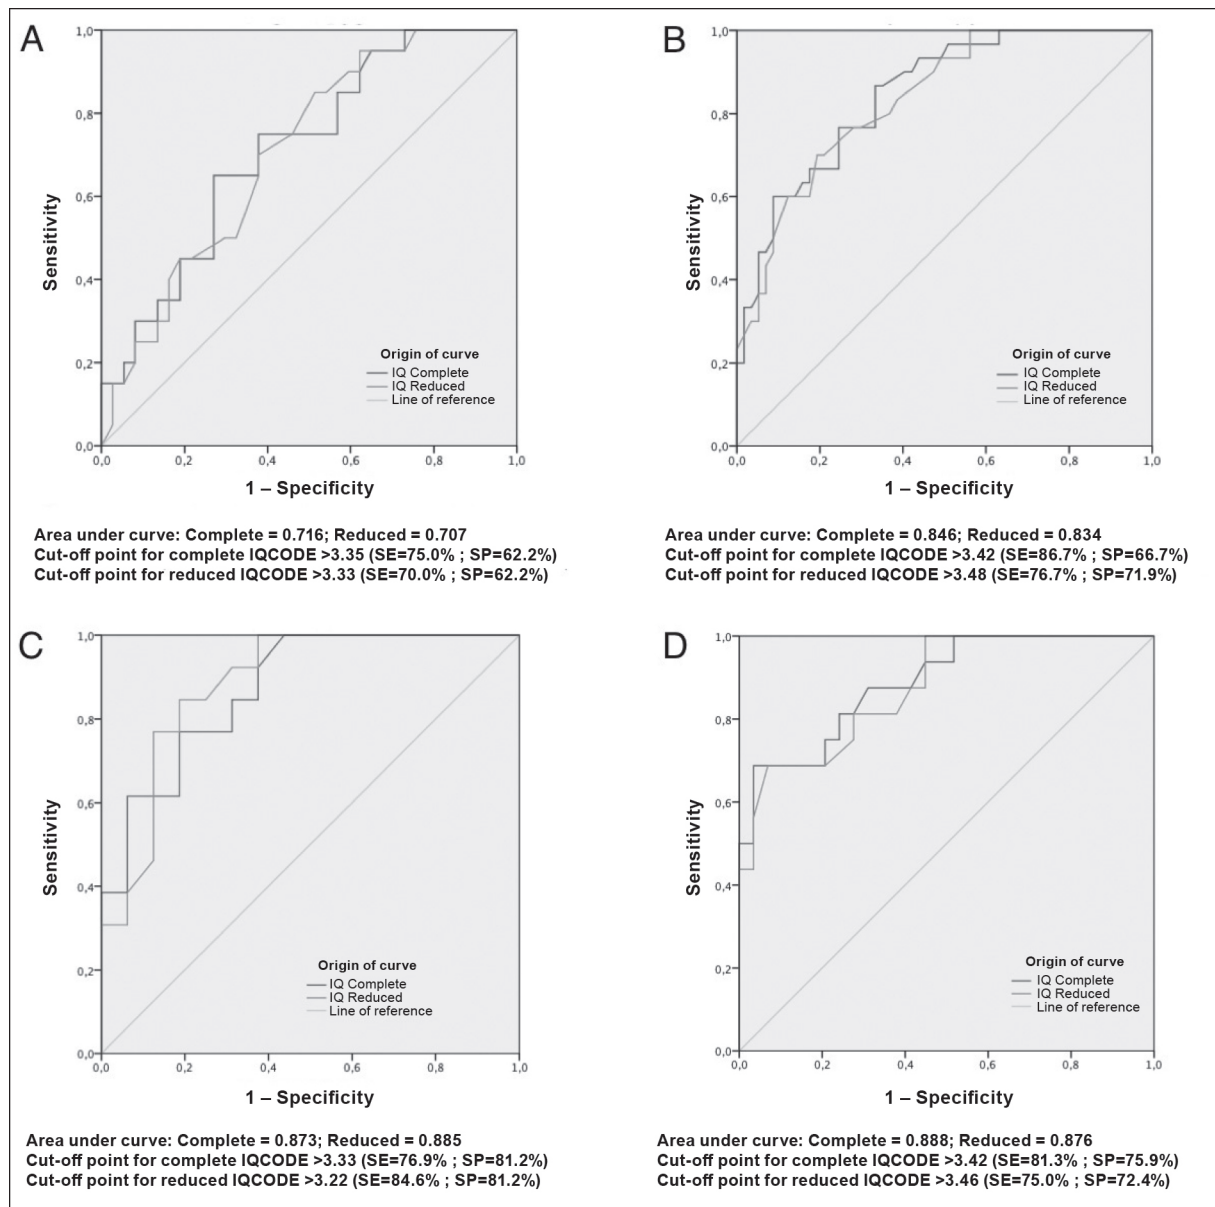 A
1,0
0,8
0,6
0,4
0,2
0,0
Sensitivity
Origin of curve
IQ Complete
IQ Reduced
Line of reference
0,0 0,2 0,4 0,6 0,8 1,0
1 – Specificity
Area under curve: Complete = 0.716; Reduced = 0.707
Cut-off point for complete IQCODE >3.35 (SE=75.0% ; SP=62.2%)
Cut-off point for reduced IQCODE >3.33 (SE=70.0% ; SP=62.2%)
B
1,0
0,8
0,6
0,4
0,2
0,0
Sensitivity
Origin of curve
IQ Complete
IQ Reduced
Line of reference
0,0 0,2 0,4 0,6 0,8 1,0
1 – Specificity
Area under curve: Complete = 0.846; Reduced = 0.834
Cut-off point for complete IQCODE >3.42 (SE=86.7% ; SP=66.7%)
Cut-off point for reduced IQCODE >3.48 (SE=76.7% ; SP=71.9%)
C
1,0
0,8
0,6
0,4
0,2
0,0
Sensitivity
Origin of curve
IQ Complete
IQ Reduced
Line of reference
0,0 0,2 0,4 0,6 0,8 1,0
1 – Specificity
Area under curve: Complete = 0.873; Reduced = 0.885
Cut-off point for complete IQCODE >3.33 (SE=76.9% ; SP=81.2%)
Cut-off point for reduced IQCODE >3.22 (SE=84.6% ; SP=81.2%)
D
1,0
0,8
0,6
0,4
0,2
0,0
Sensitivity
Origin of curve
IQ Complete
IQ Reduced
Line of reference
0,0 0,2 0,4 0,6 0,8 1,0
1 – Specificity
Area under curve: Complete = 0.888; Reduced = 0.876
Cut-off point for complete IQCODE >3.42 (SE=81.3% ; SP=75.9%)
Cut-off point for reduced IQCODE >3.46 (SE=75.0% ; SP=72.4%)